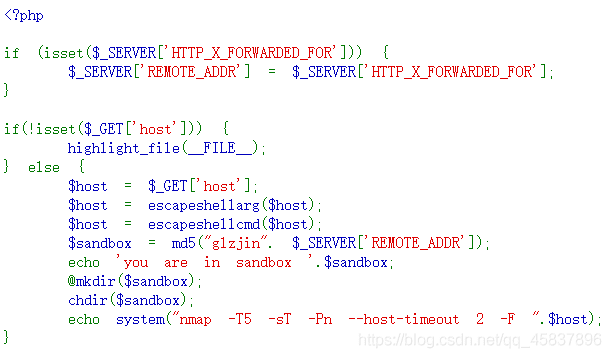 <?php
if (isset($_SERVER['HTTP_X_FORWARDED_FOR'])) {
$_SERVER['REMOTE_ADDR'] = $_SERVER['HTTP_X_FORWARDED_FOR'];
}
if(!isset($_GET['host'])) {
highlight_file(__FILE__);
} else {
$host = $_GET['host'];
$host = escapeshellarg($host);
$host = escapeshellcmd($host);
$sandbox = md5("glzjin". $_SERVER['REMOTE_ADDR']);
echo 'you are in sandbox '.$sandbox;
@mkdir($sandbox);
chdir($sandbox);
echo system("nmap -T5 -sT -Pn --host-timeout 2 -F ".$host);
}
https://blog.csdn.net/qq_45837896